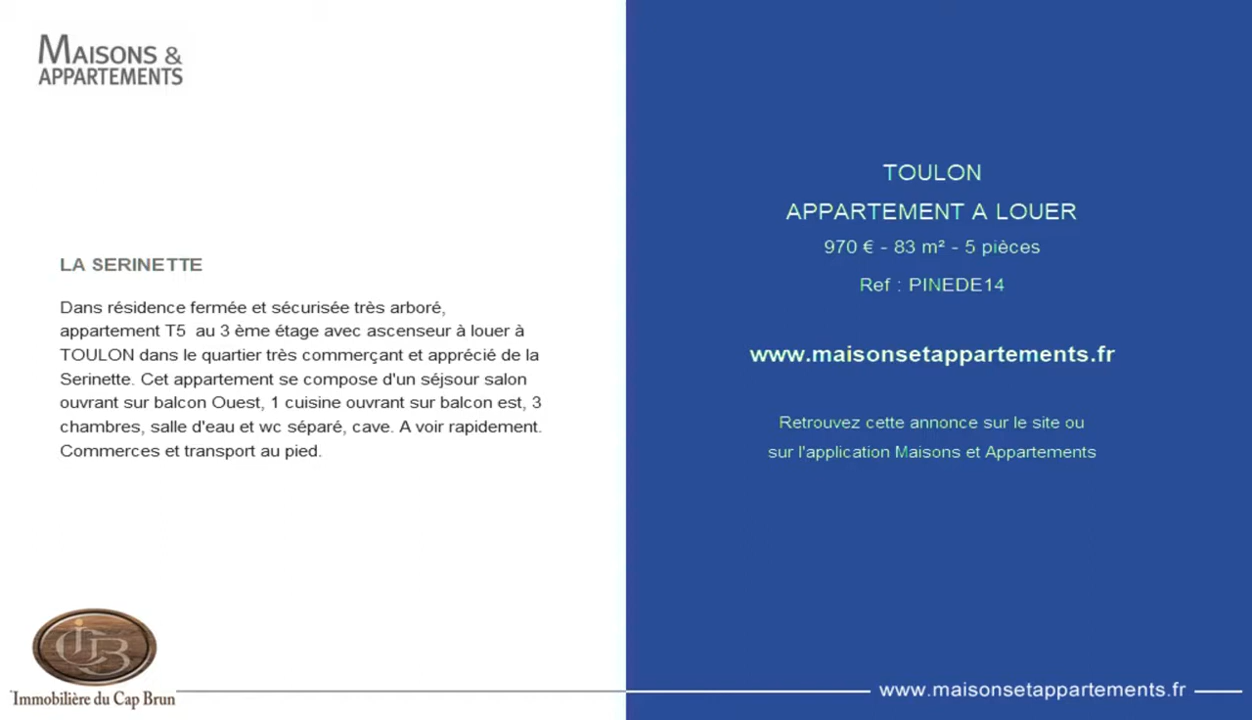 MAISONS &
APPARTEMENTS
LA SERINETTE
Dans résidence fermée et sécurisée très arboré,
appartement T5 au 3 ème étage avec ascenseur à louer à
TOULON dans le quartier très commerçant et apprécié de la
Serinette. Cet appartement se compose d'un séjour salon
ouvrant sur balcon Ouest, 1 cuisine ouvrant sur balcon est, 3
chambres, salle d'eau et wc séparé, cave. A voir rapidement.
Commerces et transport au pied.
ICB
Immobilière du Cap Brun
TOULON
APPARTEMENT A LOUER
970 € - 83 m² - 5 pièces
Ref : PINEDE14
www.maisonsetappartements.fr
Retrouvez cette annonce sur le site ou
sur l'application Maisons et Appartements
www.maisonsetappartements.fr